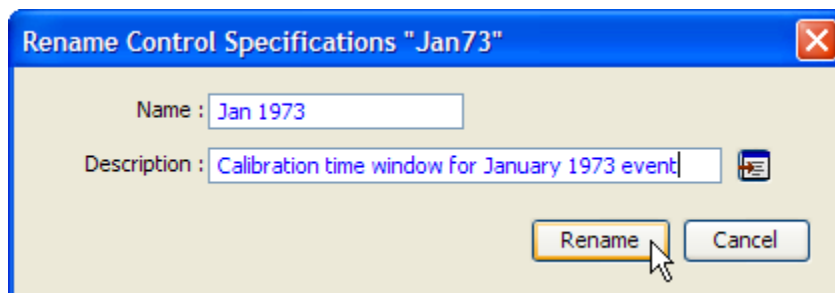 Rename Control Specifications "Jan73"
Name : Jan 1973
Description : Calibration time window for January 1973 event
Rename Cancel